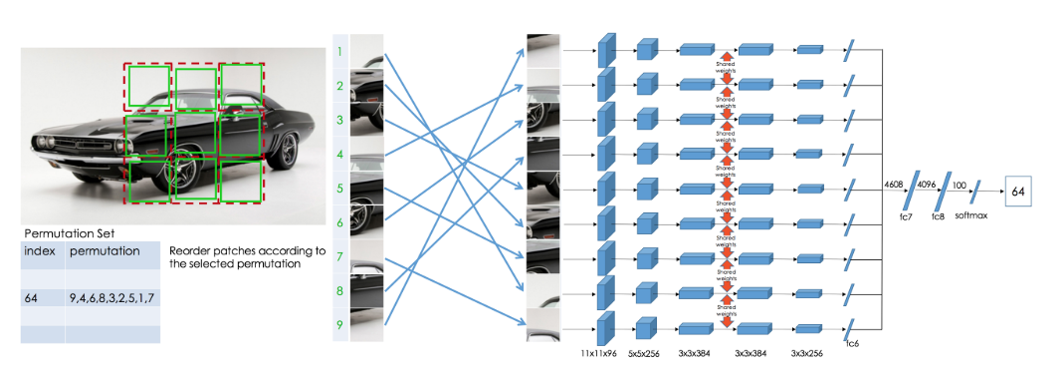 1
2
3
4
5
6
7
8
9
Shared
weights
Shared
weights
Shared
weights
Shared
weights
Shared
weights
Shared
weights
Shared
weights
Shared
weights
4608
4096
100
64
fc7
fc8
softmax
fc6
11x11x96
5x5x256
3x3x384
3x3x384
3x3x256
Permutation Set
index permutation
64 9,4,6,8,3,2,5,1,7
Reorder patches according to
the selected permutation